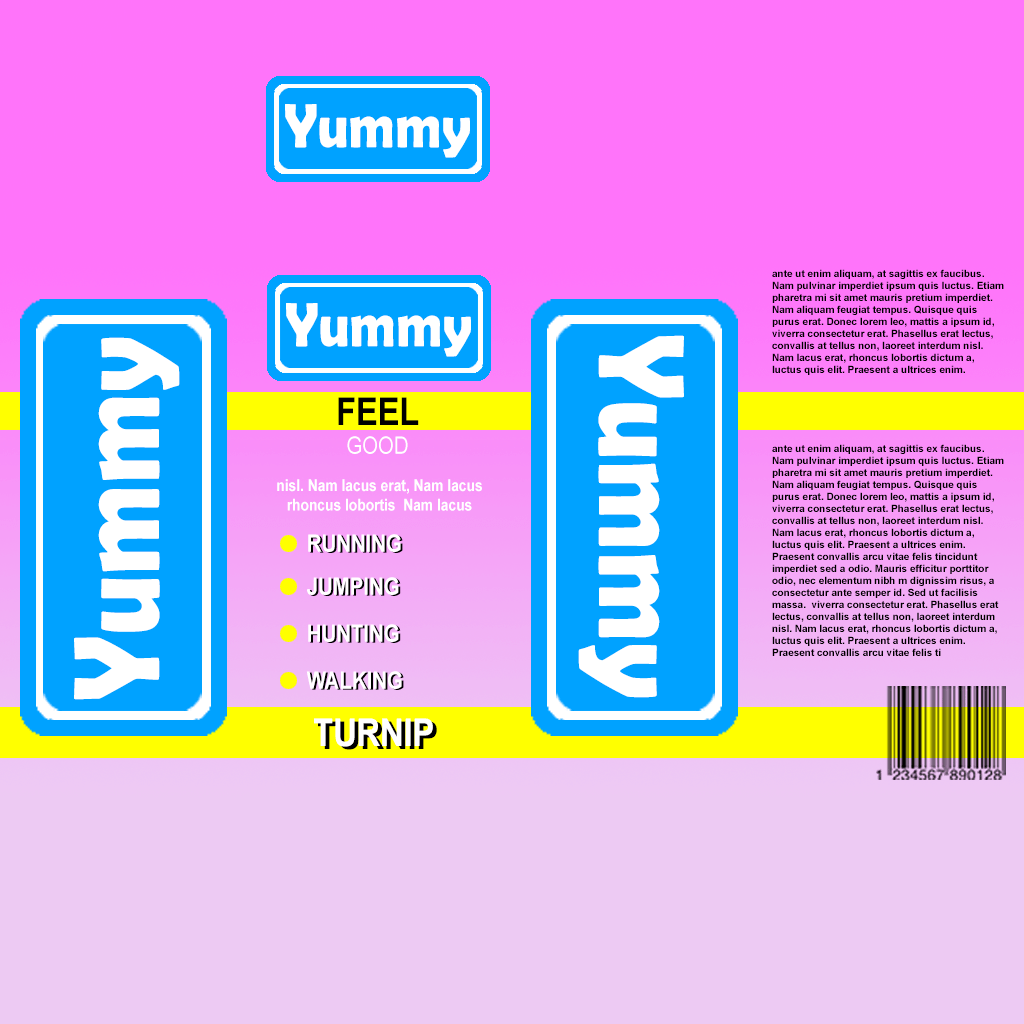 Yummy
Yummy
Yummy
FEEL
GOOD
nisl. Nam lacus erat, Nam lacus
rhoncus lobortis  Nam lacus
RUNNING
JUMPING
HUNTING
WALKING
TURNIP
Yummy
ante ut enim aliquam, at sagittis ex faucibus.
Nam pulvinar imperdiet ipsum quis luctus. Etiam
pharetra mi sit amet mauris pretium imperdiet.
Nam aliquam feugiat tempus. Quisque quis
purus erat. Donec lorem leo, mattis a ipsum id,
viverra consectetur erat. Phasellus erat lectus,
convallis at tellus non, laoreet interdum nisl.
Nam lacus erat, rhoncus lobortis dictum a,
luctus quis elit. Praesent a ultrices enim.
ante ut enim aliquam, at sagittis ex faucibus.
Nam pulvinar imperdiet ipsum quis luctus. Etiam
pharetra mi sit amet mauris pretium imperdiet.
Nam aliquam feugiat tempus. Quisque quis
purus erat. Donec lorem leo, mattis a ipsum id,
viverra consectetur erat. Phasellus erat lectus,
convallis at tellus non, laoreet interdum nisl.
Nam lacus erat, rhoncus lobortis dictum a,
luctus quis elit. Praesent a ultrices enim.
Praesent convallis arcu vitae felis tincidunt
imperdiet sed a odio. Mauris efficitur porttitor
odio, nec elementum nibh m dignissim risus, a
consectetur ante semper id. Sed ut facilisis
massa.  viverra consectetur erat. Phasellus erat
lectus, convallis at tellus non, laoreet interdum
nisl. Nam lacus erat, rhoncus lobortis dictum a,
luctus quis elit. Praesent a ultrices enim.
Praesent convallis arcu vitae felis ti
1 234567 890128